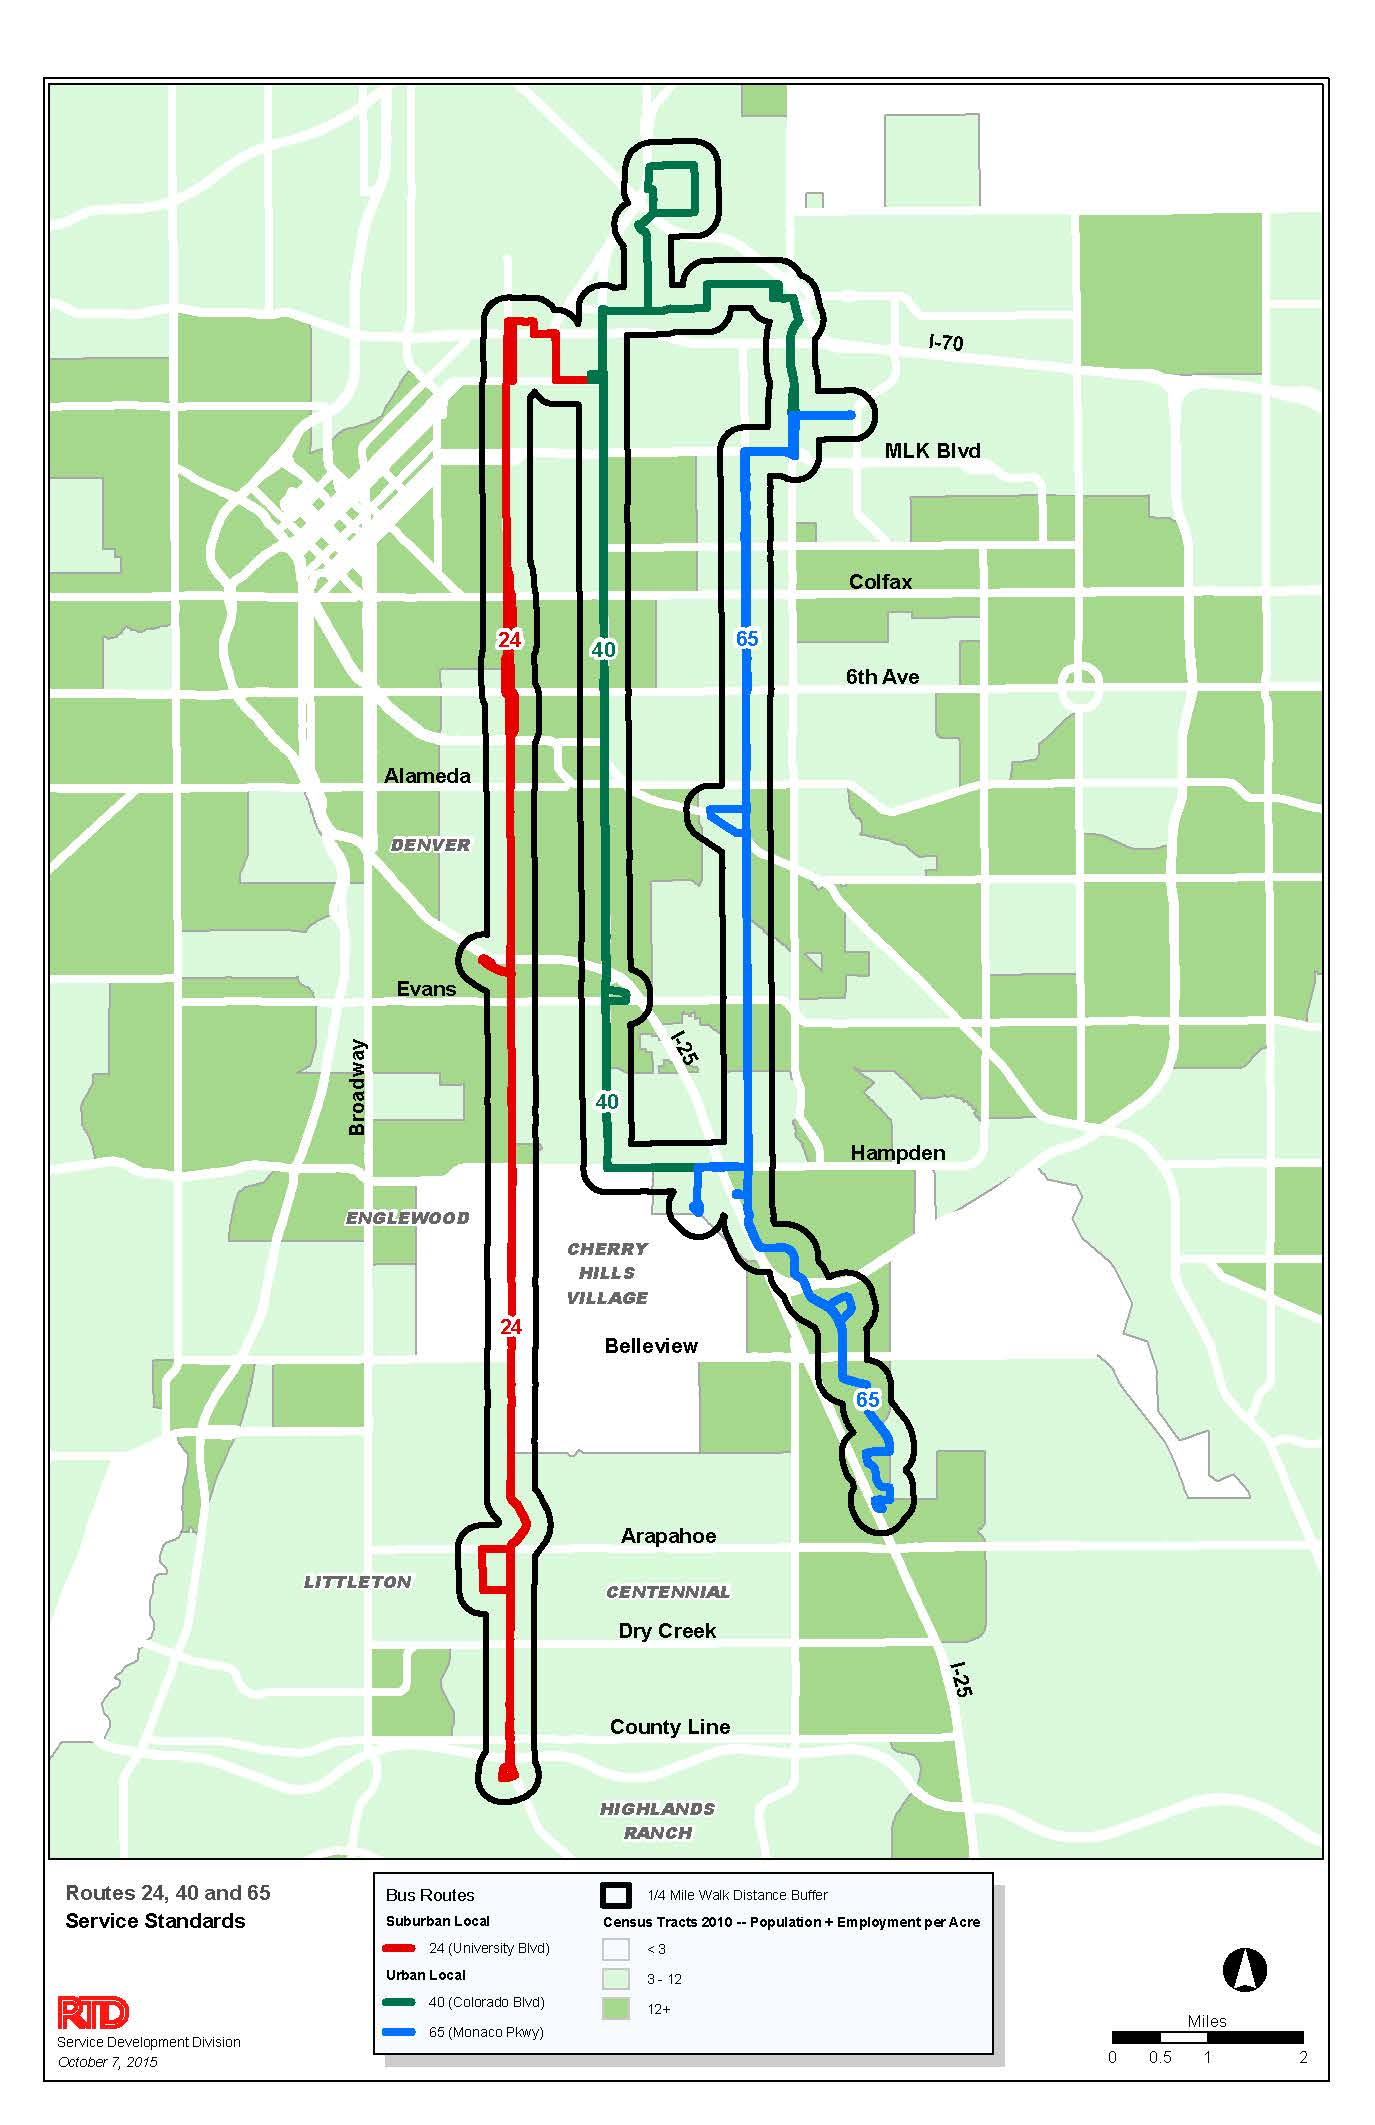 I-70
MLK Blvd
Colfax
24
40
65
6th Ave
Alameda
DENVER
Evans
Broadway
I-25
40
Hampden
ENGLEWOOD
CHERRY
HILLS
VILLAGE
24
Belleview
65
Arapahoe
LITTLETON
CENTENNIAL
Dry Creek
I-25
County Line
HIGHLANDS
RANCH
Routes 24, 40 and 65
Service Standards
RTD
Service Development Division
October 7, 2015
Bus Routes
Suburban Local
24 (University Blvd)
Urban Local
40 (Colorado Blvd)
65 (Monaco Pkwy)
1/4 Mile Walk Distance Buffer
Census Tracts 2010 -- Population + Employment per Acre
< 3
3 - 12
12+
Miles
0 0.5 1 2